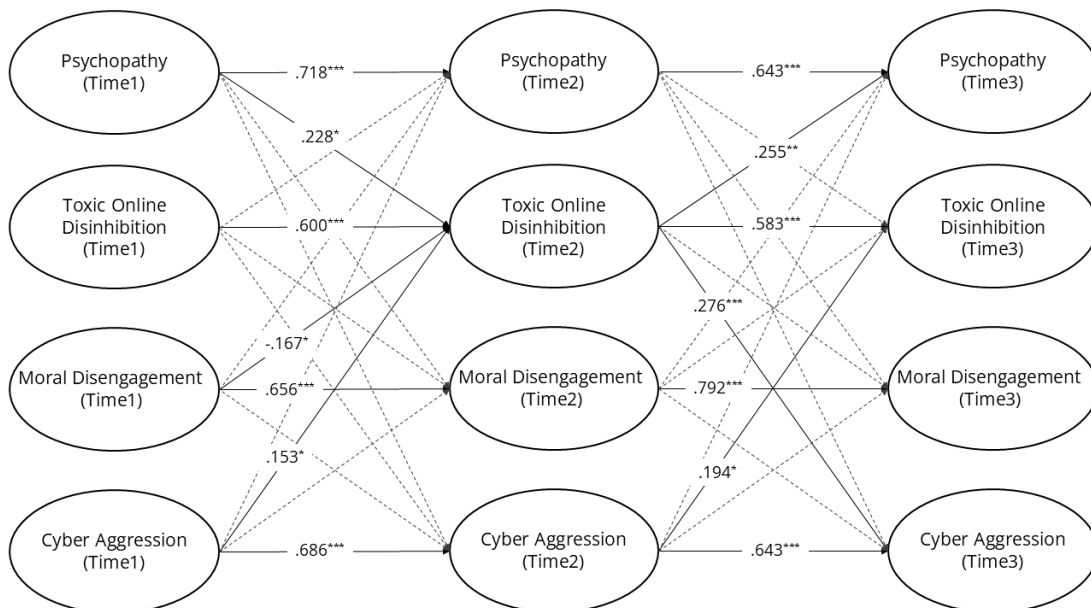 Psychopathy
(Time1)
.718***
Psychopathy
(Time2)
.643***
Psychopathy
(Time3)
.228*
.255**
Toxic Online
Disinhibition
(Time1)
.600***
Toxic Online
Disinhibition
(Time2)
.583***
Toxic Online
Disinhibition
(Time3)
-.167*
.276***
Moral Disengagement
(Time1)
.656***
Moral Disengagement
(Time2)
.792***
Moral Disengagement
(Time3)
.153*
.194*
Cyber Aggression
(Time1)
.686***
Cyber Aggression
(Time2)
.643***
Cyber Aggression
(Time3)